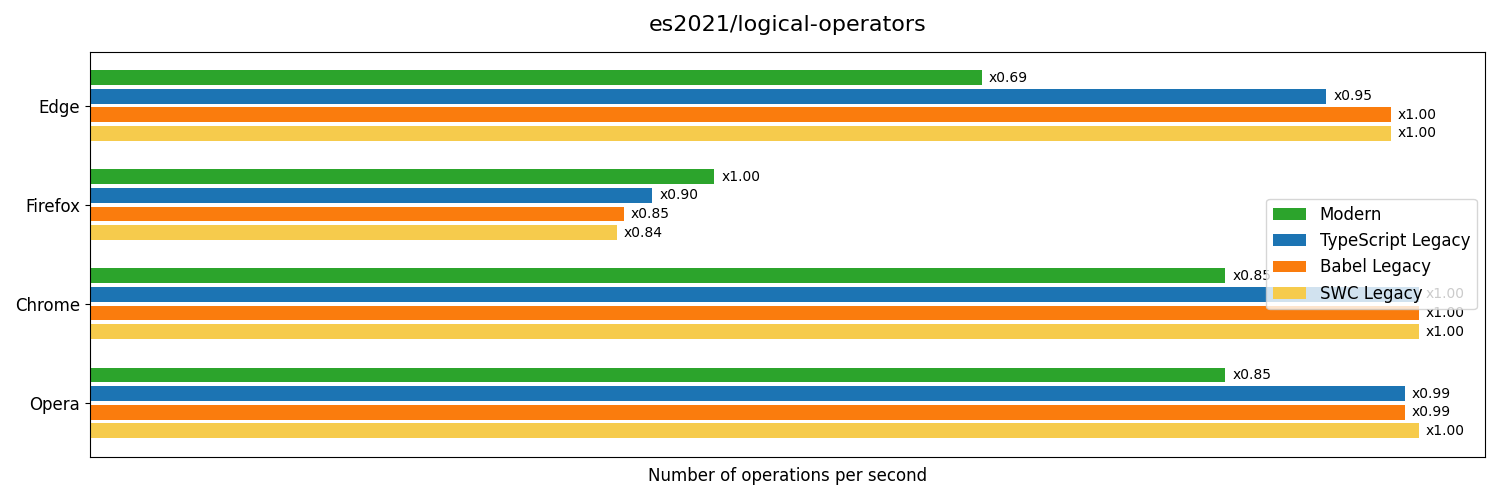 es2021/logical-operators
Edge
x0.69
x0.95
x1.00
x1.00
Firefox
x1.00
x0.90
x0.85
x0.84
Chrome
x0.85
x1.00
x1.00
x1.00
Opera
x0.85
x0.99
x0.99
x1.00
Modern
TypeScript Legacy
Babel Legacy
SWC Legacy
Number of operations per second